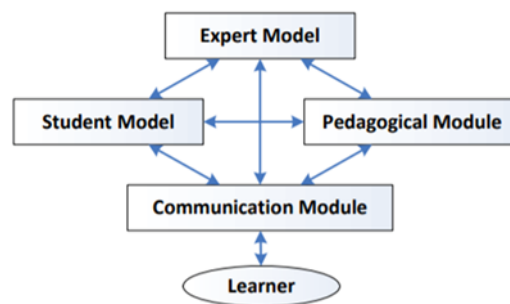 Expert Model
Student Model
Pedagogical Module
Communication Module
Learner